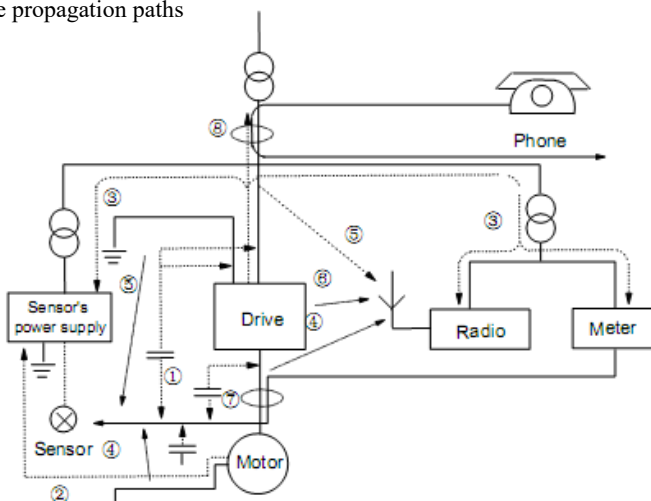 e propagation paths
⑧
Phone
③
③
⑤
⑤
⑥
Sensor's
power supply
Drive
④
Radio
Meter
①
⑦
Sensor
④
Motor
②